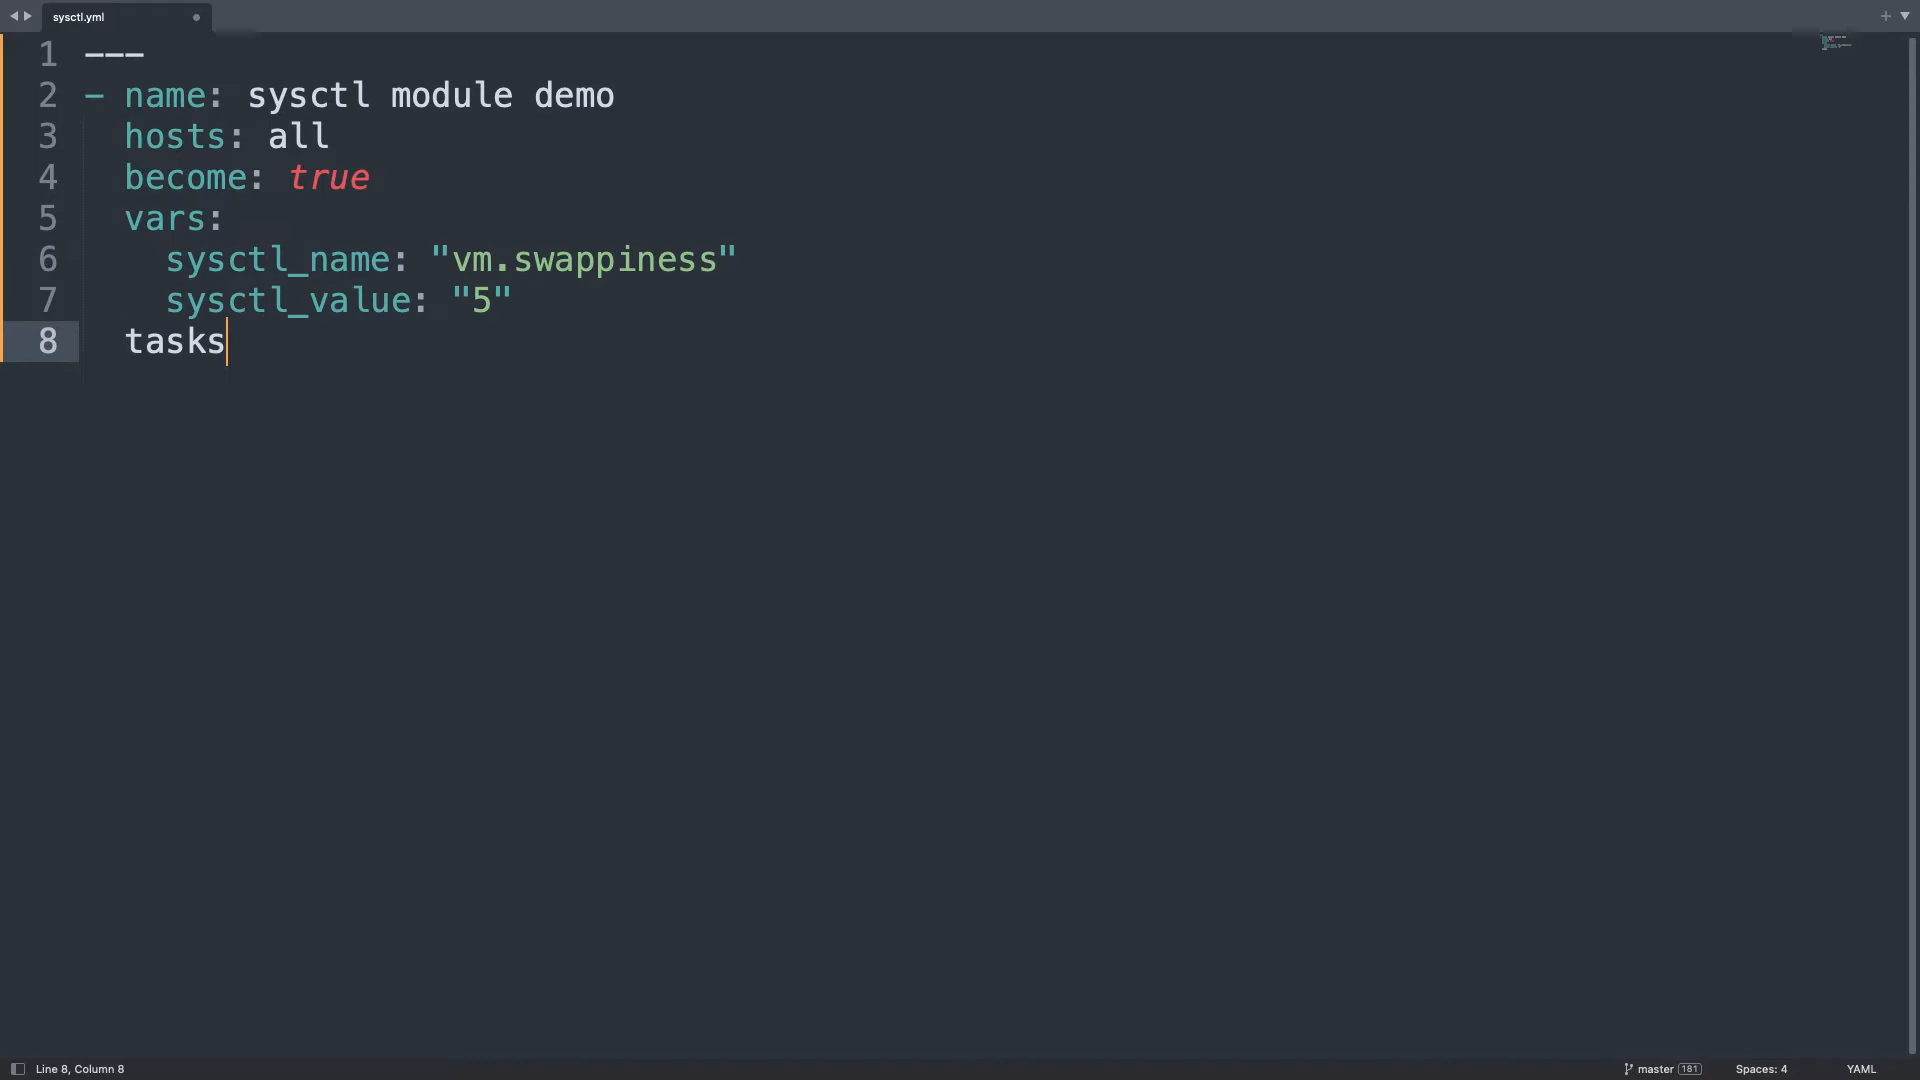 sysctl.yml
1 ---
2 - name: sysctl module demo
3   hosts: all
4   become: true
5   vars:
6     sysctl_name: "vm.swappiness"
7     sysctl_value: "5"
8   tasks
Line 8, Column 8
master 181 Spaces: 4 YAML